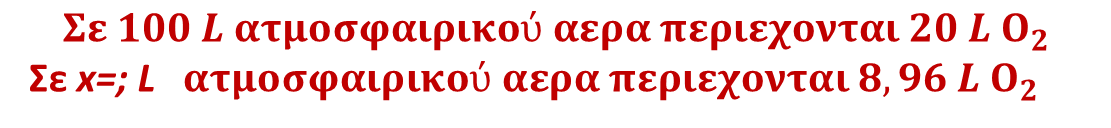 Σε 100 L ατμοσφαιρικού αερα περιεχονται 20 L O₂
Σε x=; L ατμοσφαιρικού αερα περιεχονται 8,96 L O₂